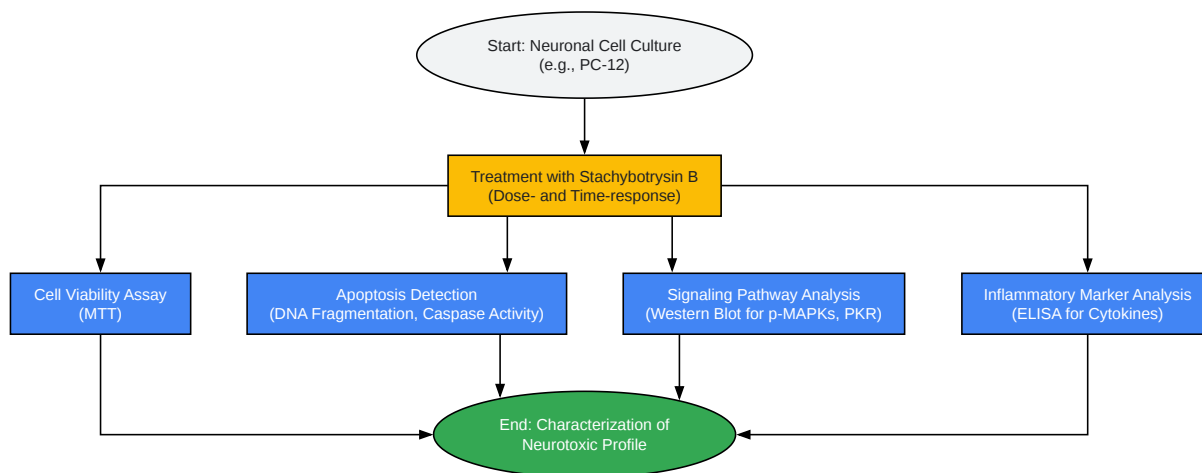 Start: Neuronal Cell Culture
(e.g., PC-12)
Treatment with Stachybotrysin B
(Dose- and Time-response)
Cell Viability Assay
(MTT)
Apoptosis Detection
(DNA Fragmentation, Caspase Activity)
Signaling Pathway Analysis
(Western Blot for p-MAPKs, PKR)
Inflammatory Marker Analysis
(ELISA for Cytokines)
End: Characterization of
Neurotoxic Profile